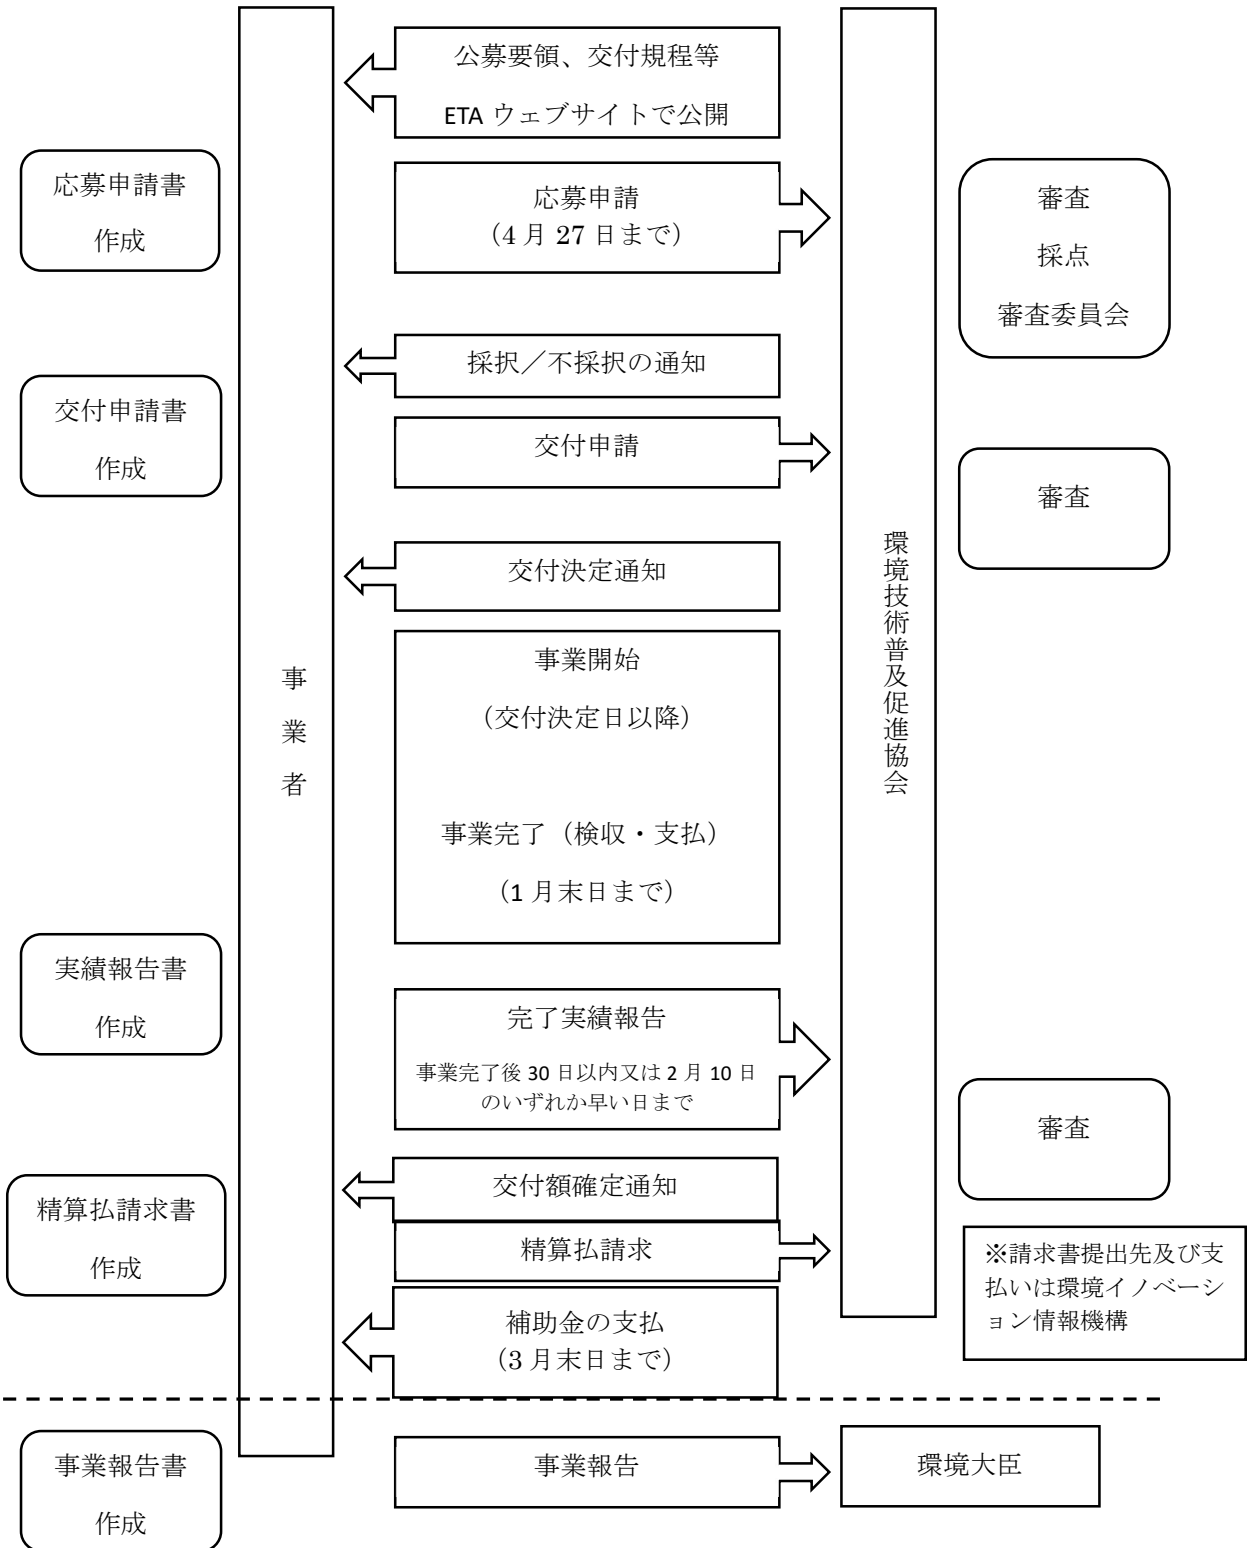 公募要領、交付規程等
ETA ウェブサイトで公開
応募申請書
作成
応募申請
（4 月 27 日まで）
審査
採点
審査委員会
採択／不採択の通知
交付申請書
作成
交付申請
審査
交付決定通知
事業者
環境技術普及促進協会
事業開始
（交付決定日以降）
事業完了（検収・支払）
（1 月末日まで）
実績報告書
作成
完了実績報告
事業完了後 30 日以内又は 2 月 10 日
のいずれか早い日まで
審査
交付額確定通知
精算払請求書
作成
精算払請求
※請求書提出先及び支
払いは環境イノベーシ
ョン情報機構
補助金の支払
（3 月末日まで）
事業報告書
作成
事業報告
環境大臣